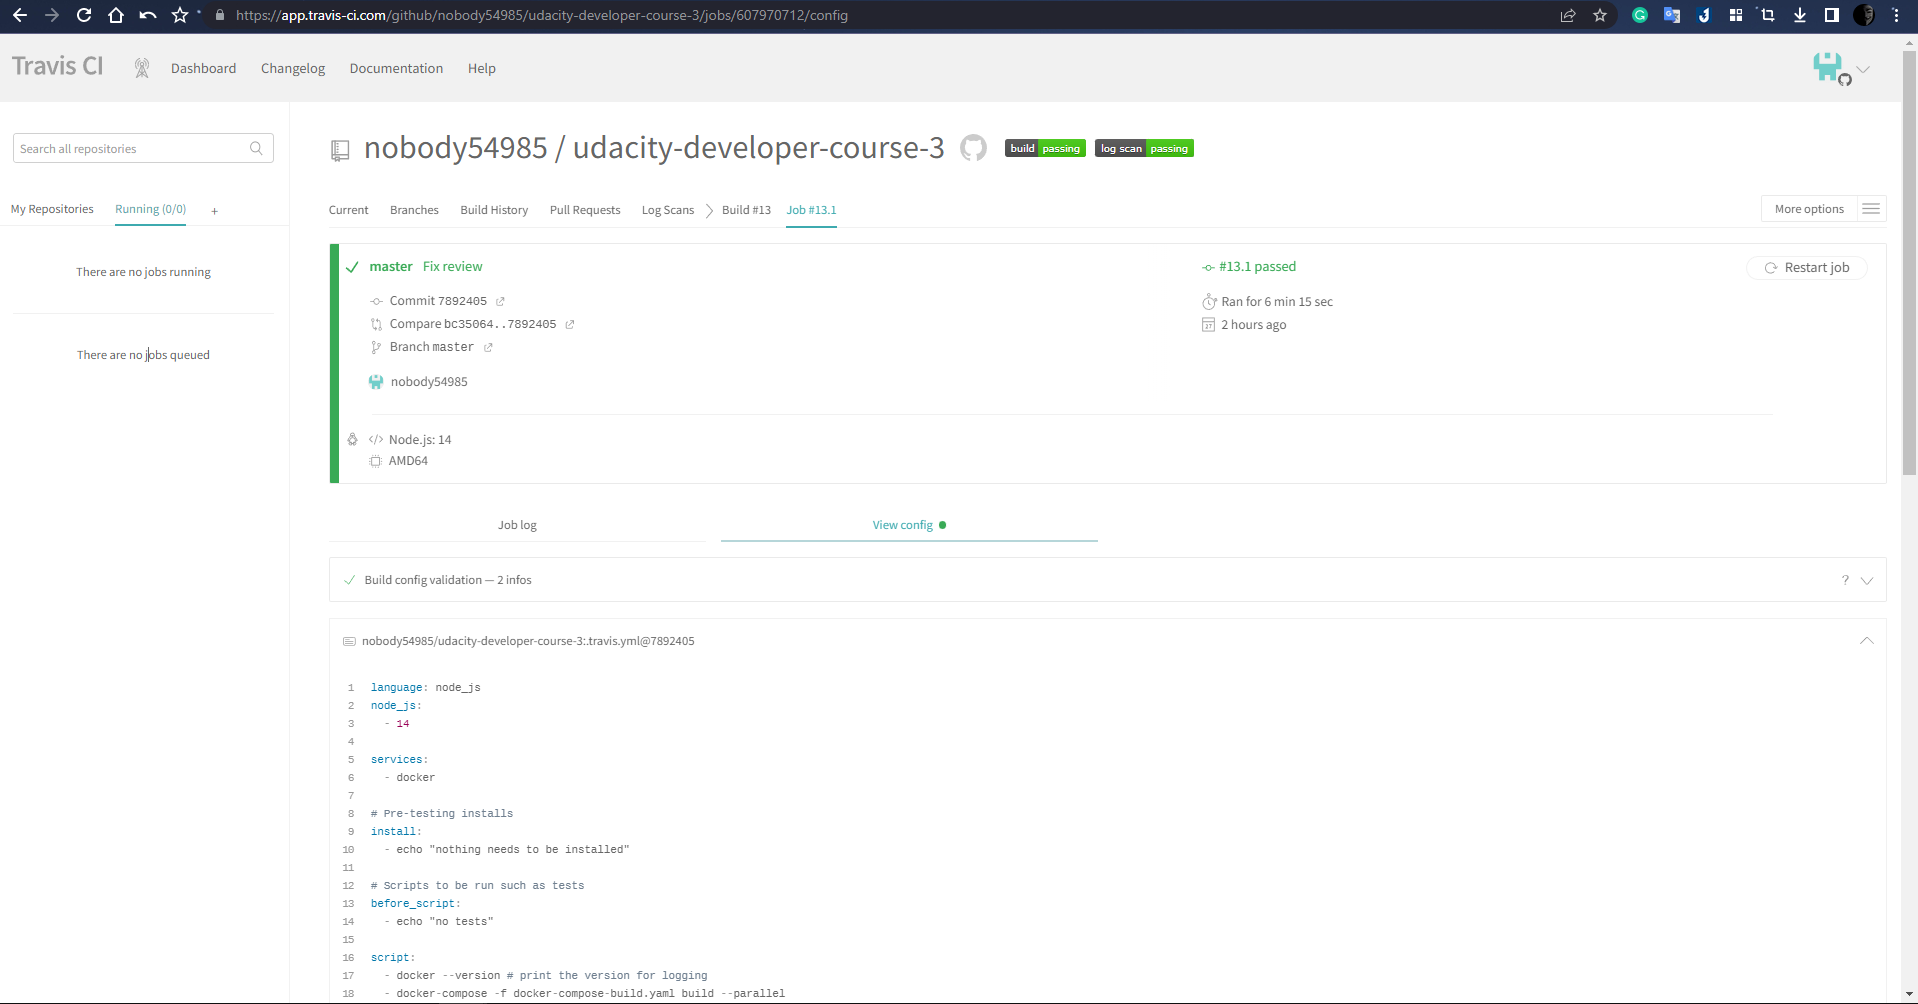 https://app.travis-ci.com/github/nobody54985/udacity-developer-course-3/jobs/607970712/config
Travis CI
Dashboard
Changelog
Documentation
Help
Search all repositories
My Repositories
Running (0/0)
+
There are no jobs running
There are no jobs queued
nobody54985 / udacity-developer-course-3
build passing
log scan passing
Current
Branches
Build History
Pull Requests
Log Scans
Build #13
Job #13.1
More options
master Fix review
#13.1 passed
Restart job
Commit 7892405
Ran for 6 min 15 sec
Compare bc35064..7892405
2 hours ago
Branch master
nobody54985
</> Node.js: 14
AMD64
Job log
View config
Build config validation — 2 infos
?
nobody54985/udacity-developer-course-3:.travis.yml@7892405
1 language: node_js
2 node_js:
3 - 14
4
5 services:
6 - docker
7
8 # Pre-testing installs
9 install:
10 - echo "nothing needs to be installed"
11
12 # Scripts to be run such as tests
13 before_script:
14 - echo "no tests"
15
16 script:
17 - docker --version # print the version for logging
18 - docker-compose -f docker-compose-build.yaml build --parallel